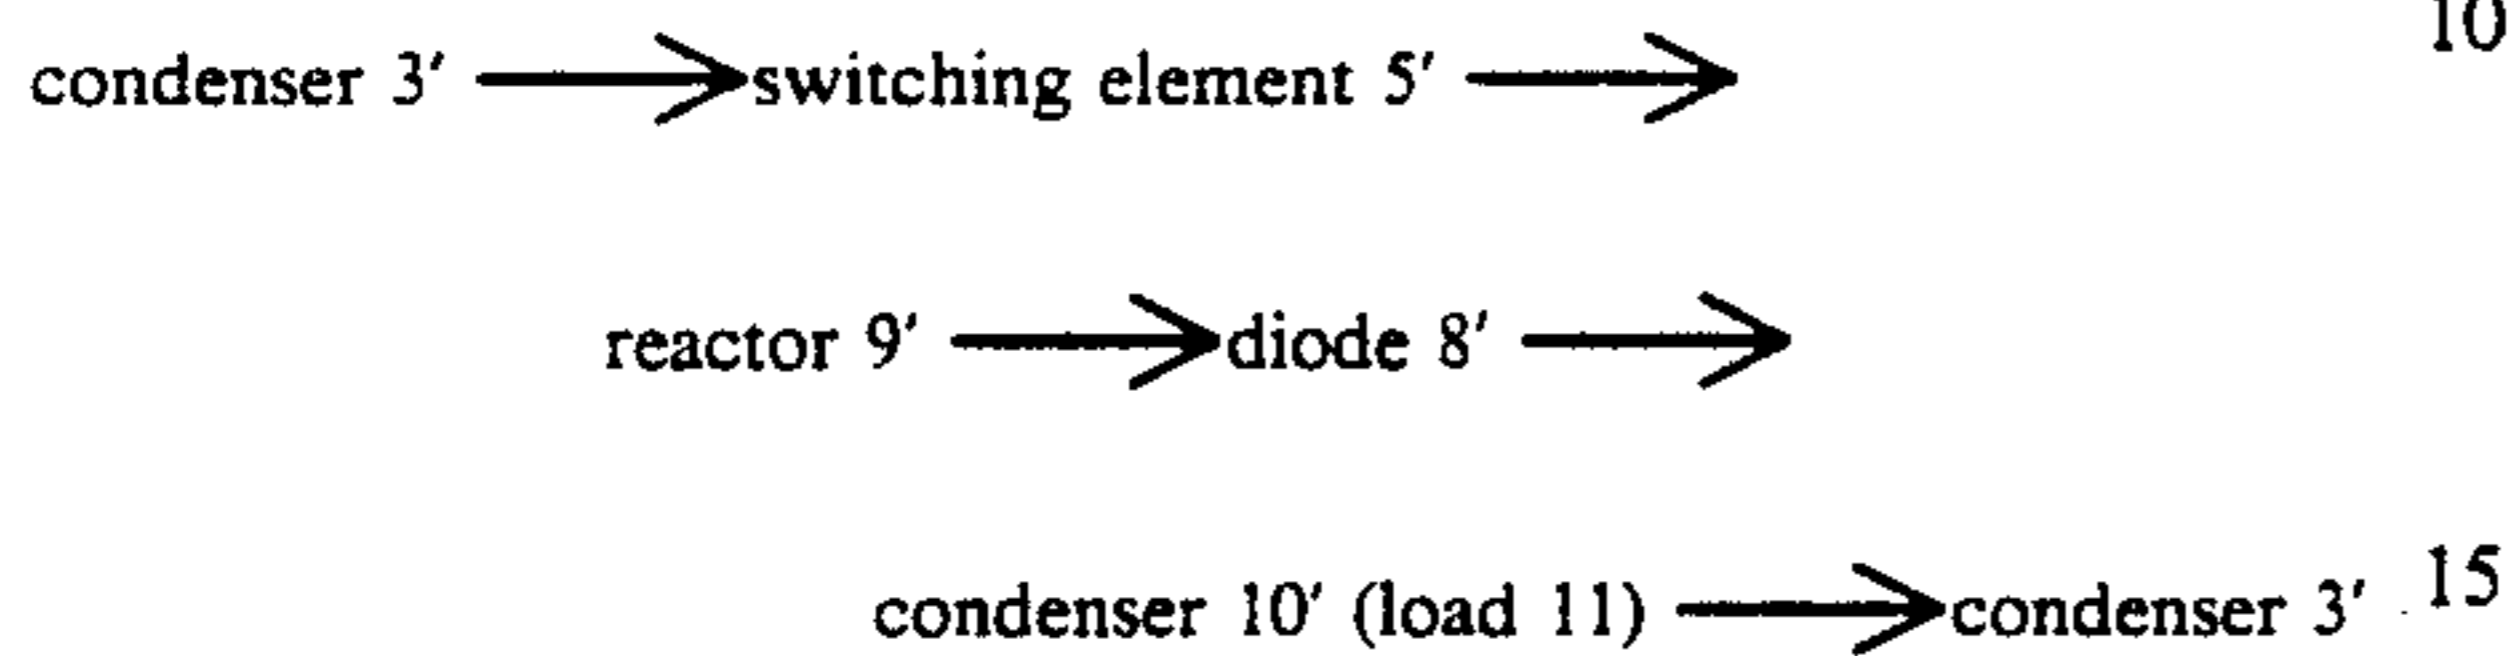 10
condenser 3′ ⟶ switching element 5′ ⟶
reactor 9′ ⟶ diode 8′ ⟶
condenser 10′ (load 11) ⟶ condenser 3′ 15